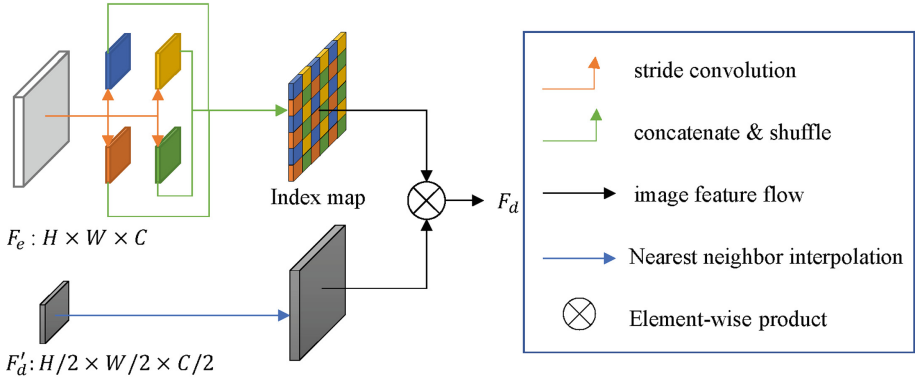 Index map
F_e : H × W × C
F_d
F'_d: H/2 × W/2 × C/2
stride convolution
concatenate & shuffle
image feature flow
Nearest neighbor interpolation
Element-wise product